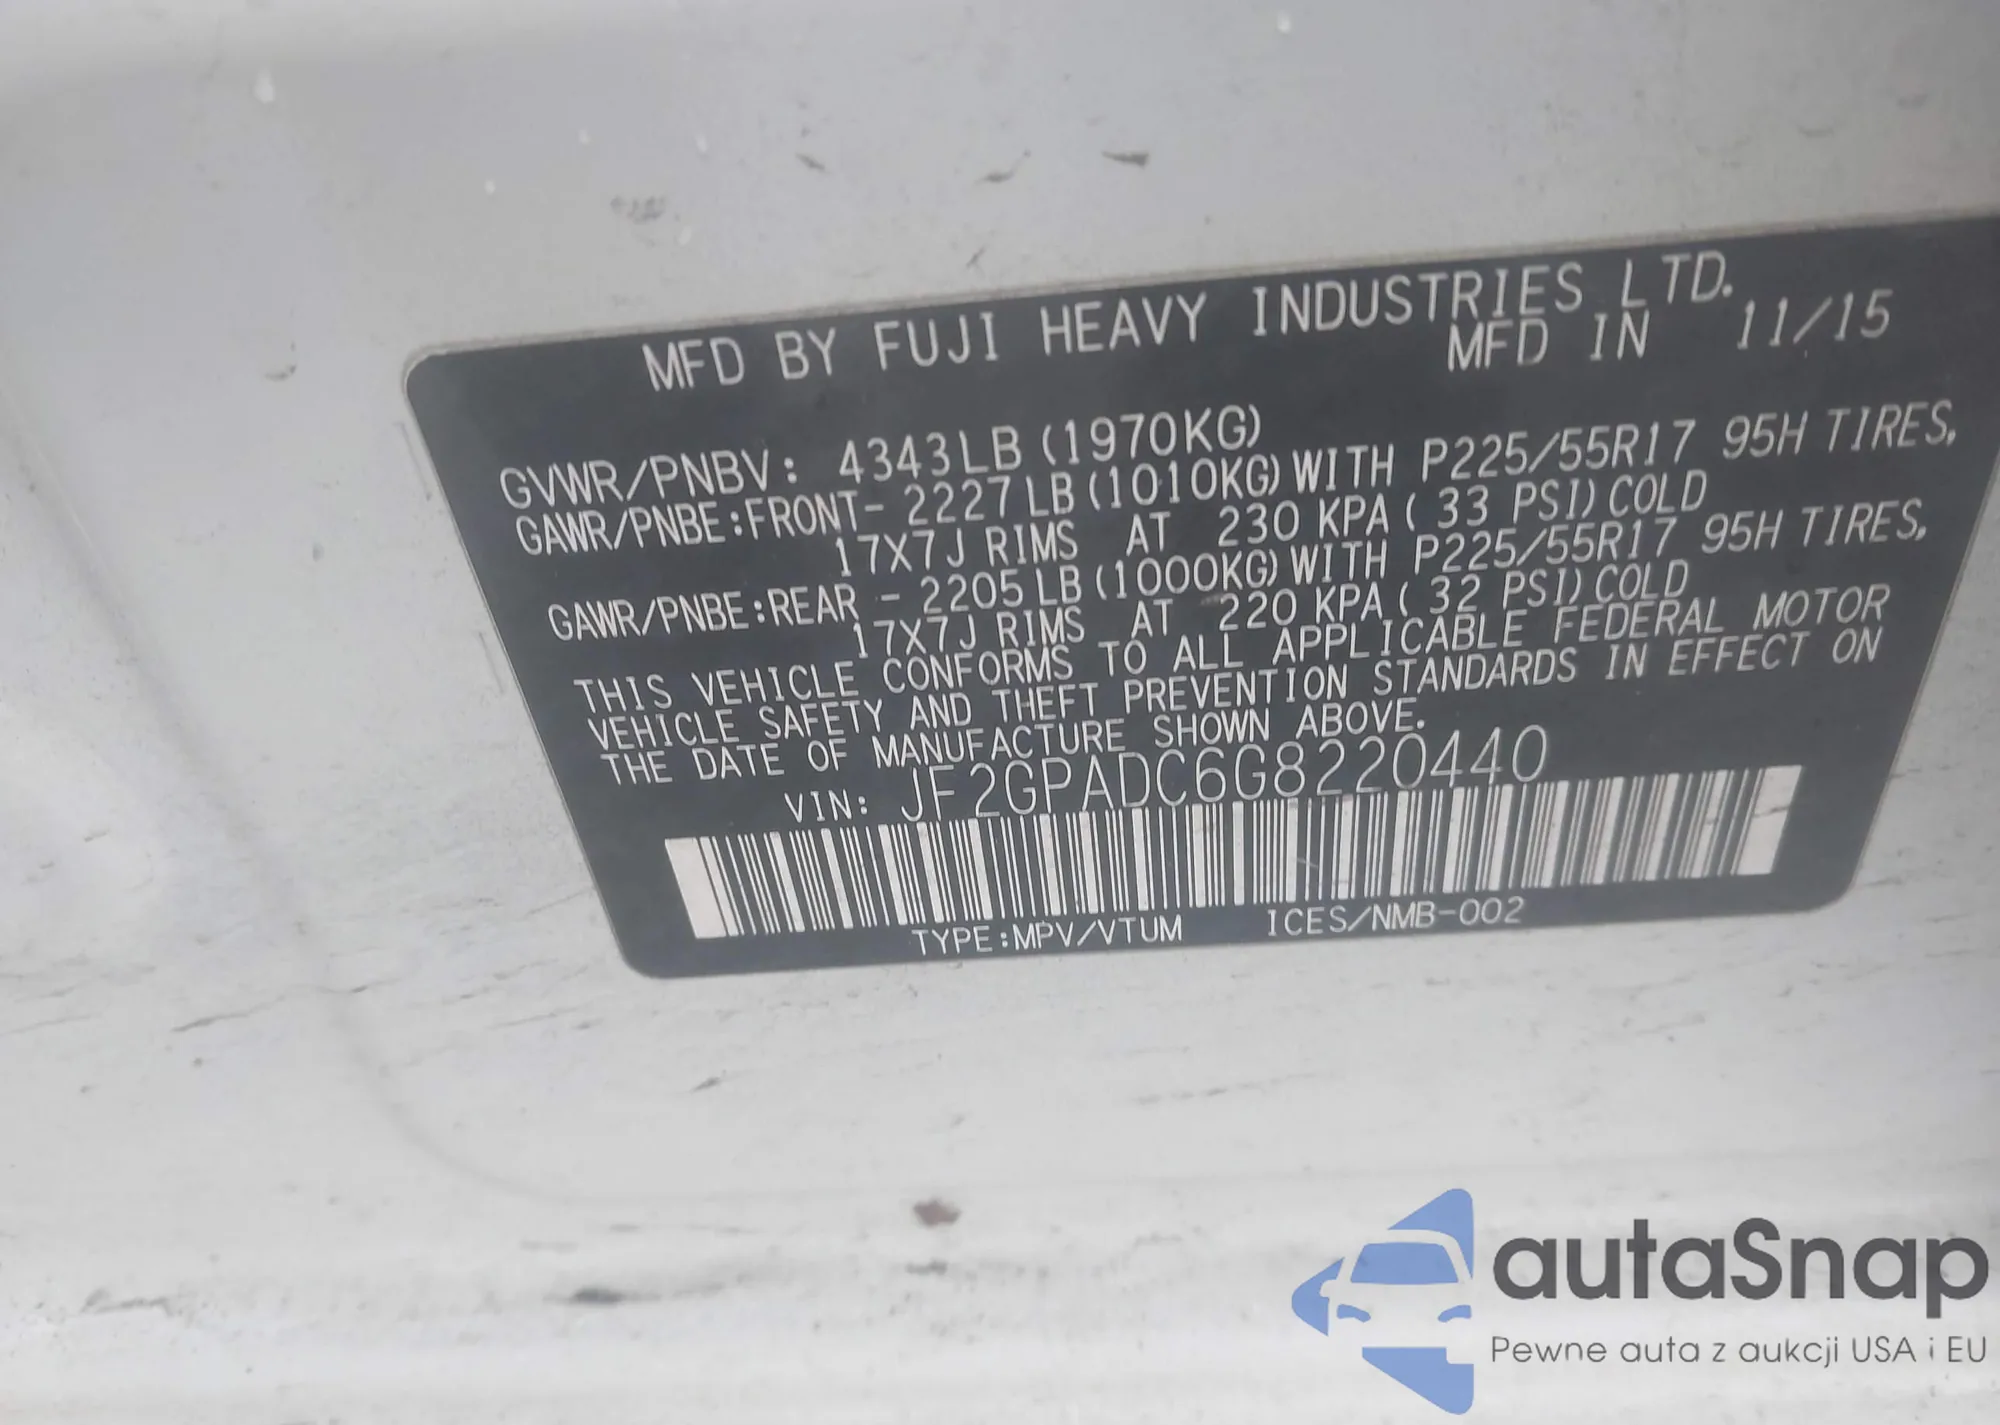 MFD BY FUJI HEAVY INDUSTRIES LTD.
MFD IN 11/15
GVWR/PNBV: 4343LB (1970KG)
GAWR/PNBE:FRONT- 2227LB (1010KG) WITH P225/55R17 95H TIRES,
17X7J RIMS AT 230 KPA ( 33 PSI) COLD
GAWR/PNBE:REAR - 2205LB (1000KG) WITH P225/55R17 95H TIRES,
17X7J RIMS AT 220 KPA ( 32 PSI) COLD
THIS VEHICLE CONFORMS TO ALL APPLICABLE FEDERAL MOTOR
VEHICLE SAFETY AND THEFT PREVENTION STANDARDS IN EFFECT ON
THE DATE OF MANUFACTURE SHOWN ABOVE.
VIN: JF2GPADC6G8220440
TYPE:MPV/VTUM ICES/NMB-002
autaSnap
Pewne auta z aukcji USA i EU